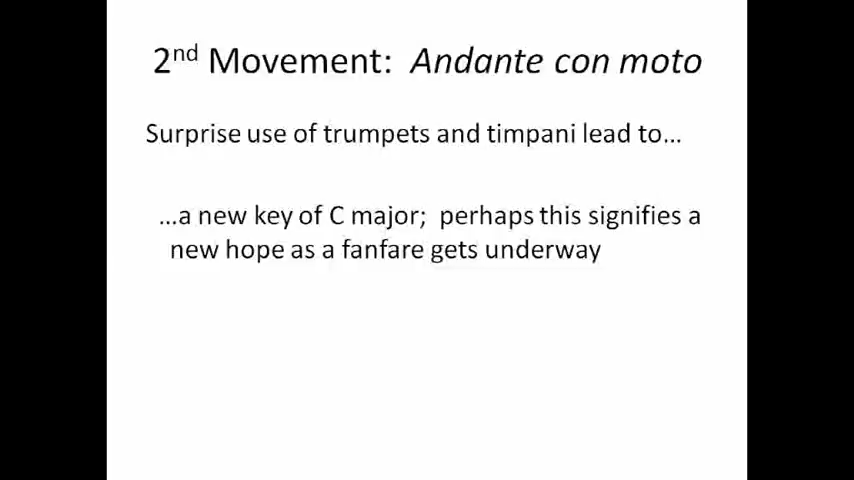 2nd Movement: Andante con moto
Surprise use of trumpets and timpani lead to…
…a new key of C major; perhaps this signifies a
new hope as a fanfare gets underway